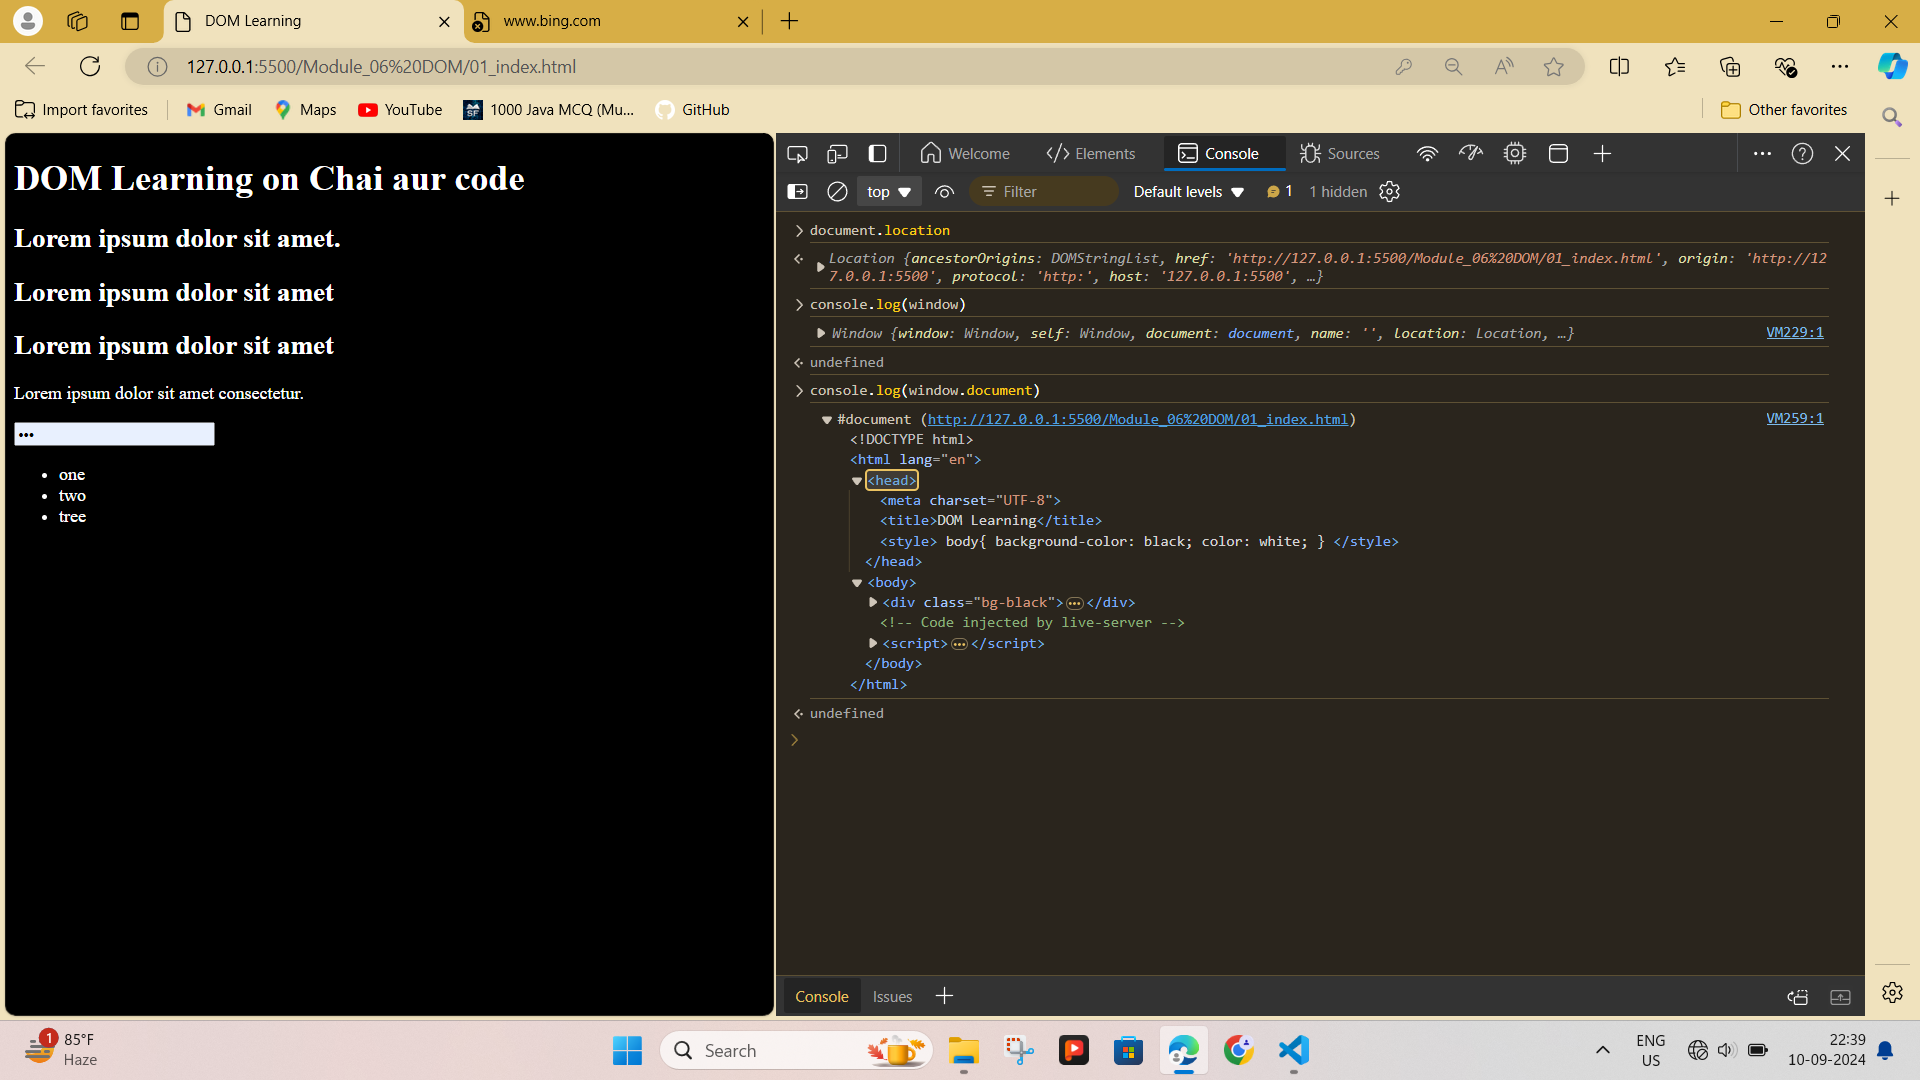 DOM Learning
www.bing.com
127.0.0.1:5500/Module_06%20DOM/01_index.html
Import favorites
Gmail
Maps
YouTube
1000 Java MCQ (Mu...
GitHub
Other favorites
DOM Learning on Chai aur code
Lorem ipsum dolor sit amet.
Lorem ipsum dolor sit amet
Lorem ipsum dolor sit amet
Lorem ipsum dolor sit amet consectetur.
•••
• one
• two
• tree
Welcome
Elements
Console
Sources
top
Filter
Default levels
1
1 hidden
document.location
Location {ancestorOrigins: DOMStringList, href: 'http://127.0.0.1:5500/Module_06%20DOM/01_index.html', origin: 'http://12
7.0.0.1:5500', protocol: 'http:', host: '127.0.0.1:5500', …}
console.log(window)
Window {window: Window, self: Window, document: document, name: '', location: Location, …}
VM229:1
undefined
console.log(window.document)
#document (http://127.0.0.1:5500/Module_06%20DOM/01_index.html)
VM259:1
<!DOCTYPE html>
<html lang="en">
<head>
<meta charset="UTF-8">
<title>DOM Learning</title>
<style> body{ background-color: black; color: white; } </style>
</head>
<body>
<div class="bg-black">…</div>
<!-- Code injected by live-server -->
<script>…</script>
</body>
</html>
undefined
Console
Issues
1
85°F
Haze
Search
ENG
US
22:39
10-09-2024